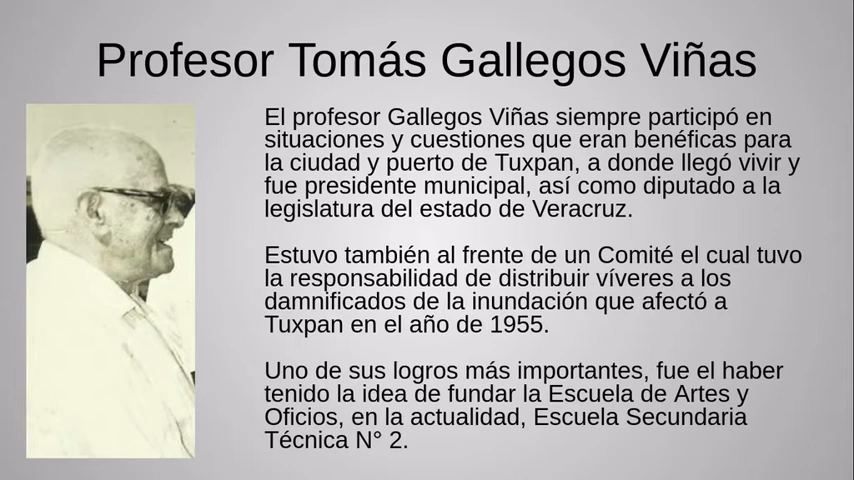 Profesor Tomás Gallegos Viñas
El profesor Gallegos Viñas siempre participó en
situaciones y cuestiones que eran benéficas para
la ciudad y puerto de Tuxpan, a donde llegó vivir y
fue presidente municipal, así como diputado a la
legislatura del estado de Veracruz.
Estuvo también al frente de un Comité el cual tuvo
la responsabilidad de distribuir víveres a los
damnificados de la inundación que afectó a
Tuxpan en el año de 1955.
Uno de sus logros más importantes, fue el haber
tenido la idea de fundar la Escuela de Artes y
Oficios, en la actualidad, Escuela Secundaria
Técnica N° 2.